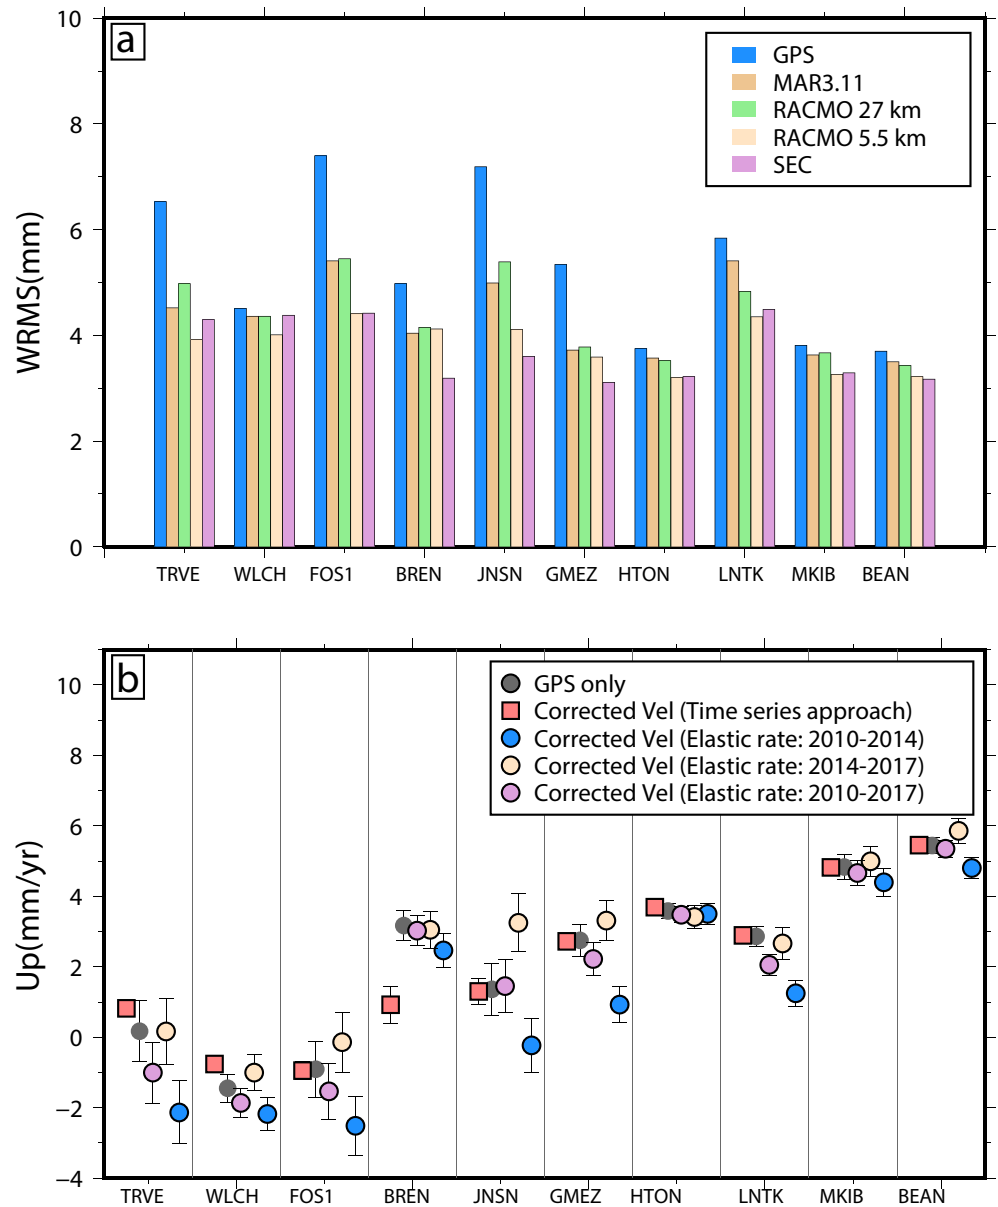 10
a
GPS
MAR3.11
RACMO 27 km
RACMO 5.5 km
SEC
8
6
4
2
0
WRMS(mm)
TRVE WLCH FOS1 BREN JNSN GMEZ HTON LNTK MKIB BEAN
b
GPS only
Corrected Vel (Time series approach)
Corrected Vel (Elastic rate: 2010-2014)
Corrected Vel (Elastic rate: 2014-2017)
Corrected Vel (Elastic rate: 2010-2017)
10
8
6
4
2
0
−2
−4
Up(mm/yr)
TRVE WLCH FOS1 BREN JNSN GMEZ HTON LNTK MKIB BEAN